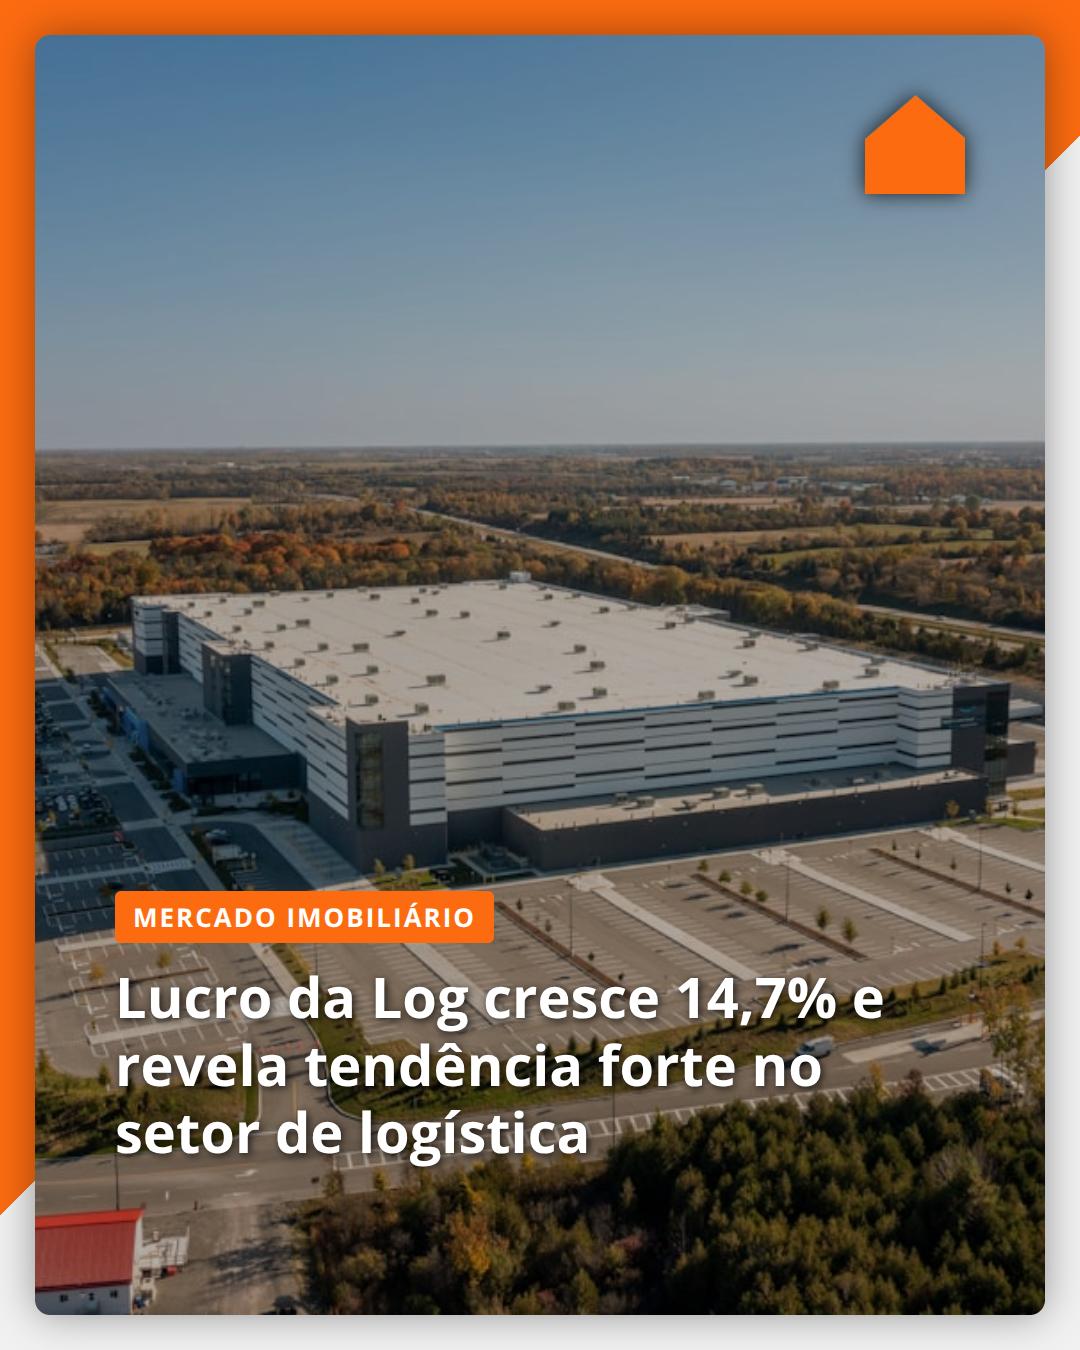 MERCADO IMOBILIÁRIO
Lucro da Log cresce 14,7% e
revela tendência forte no
setor de logística